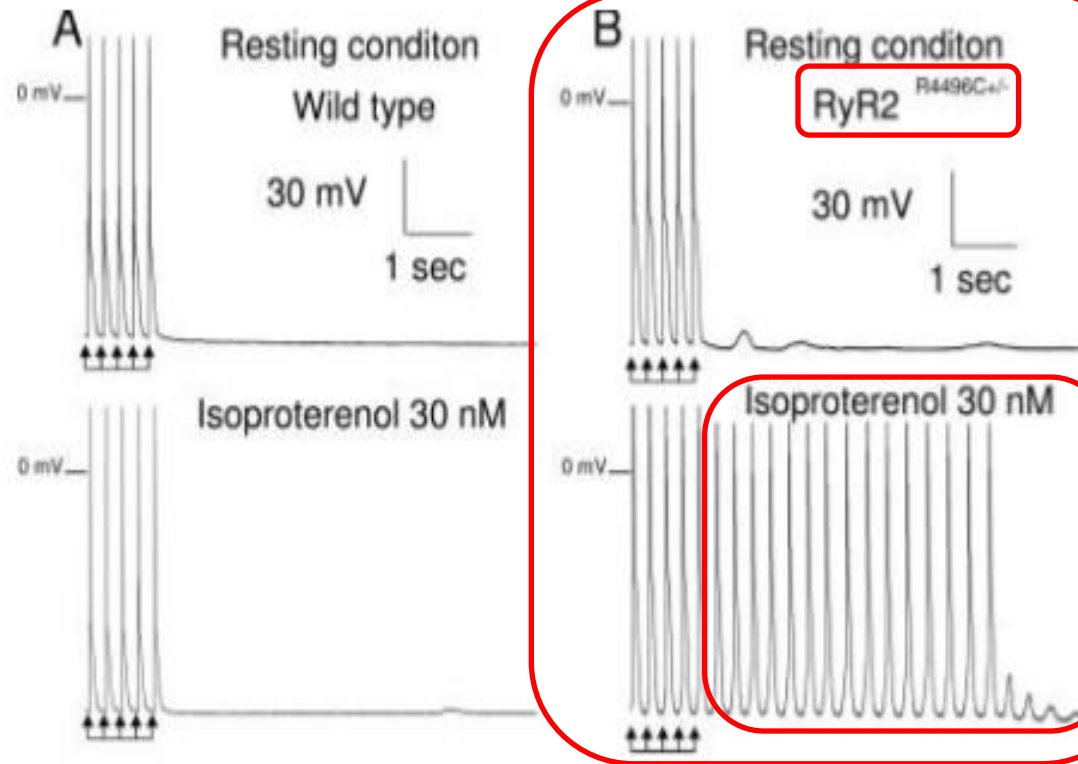 A
Resting conditon
Wild type
0 mV
30 mV
1 sec
Isoproterenol 30 nM
0 mV
B
Resting conditon
RyR2 R4496C+/-
0 mV
30 mV
1 sec
Isoproterenol 30 nM
0 mV